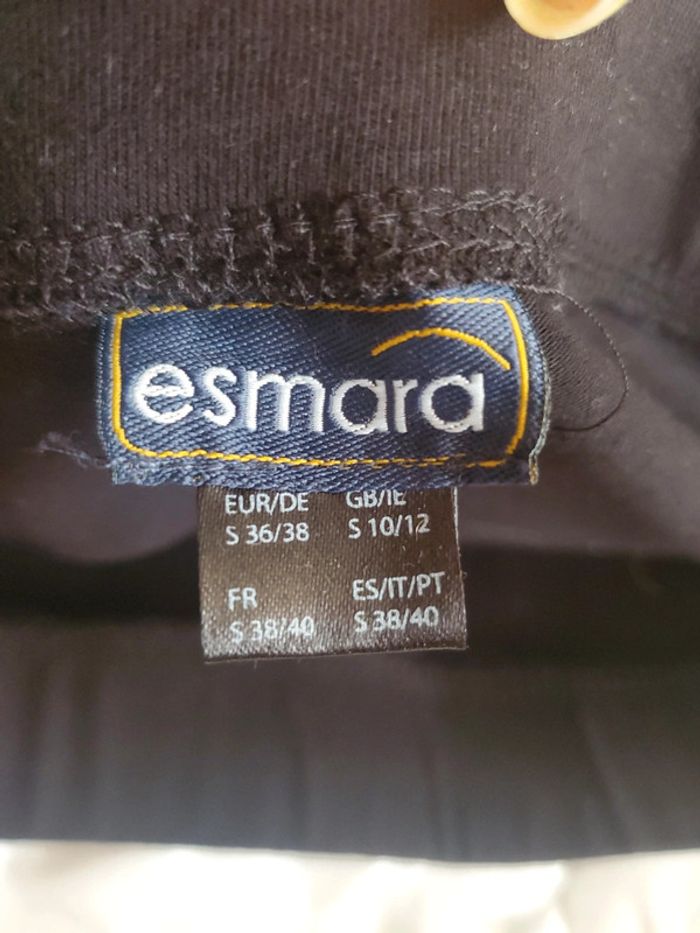 esmara
EUR/DE GB/IE
S 36/38 S 10/12
FR ES/IT/PT
S 38/40 S 38/40